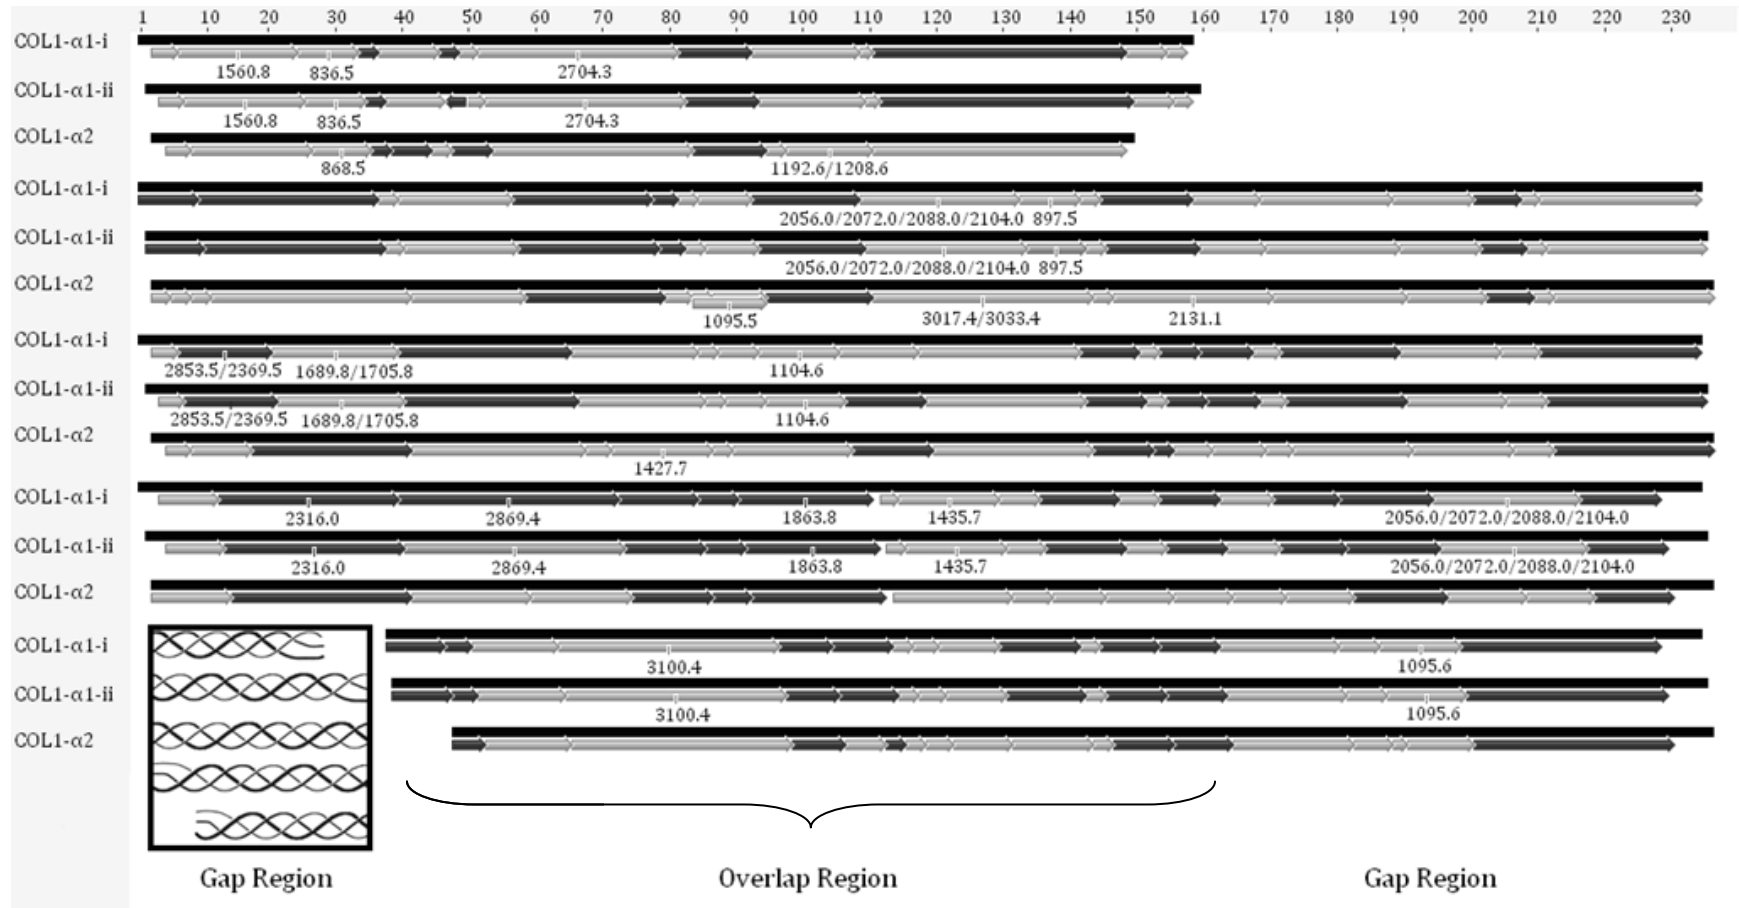 1 10 20 30 40 50 60 70 80 90 100 110 120 130 140 150 160 170 180 190 200 210 220 230
COL1-α1-i
1560.8 836.5 2704.3
COL1-α1-ii
1560.8 836.5 2704.3
COL1-α2
868.5 1192.6/1208.6
COL1-α1-i
2056.0/2072.0/2088.0/2104.0 897.5
COL1-α1-ii
2056.0/2072.0/2088.0/2104.0 897.5
COL1-α2
1095.5 3017.4/3033.4 2131.1
COL1-α1-i
2853.5/2369.5 1689.8/1705.8 1104.6
COL1-α1-ii
2853.5/2369.5 1689.8/1705.8 1104.6
COL1-α2
1427.7
COL1-α1-i
2316.0 2869.4 1863.8 1435.7 2056.0/2072.0/2088.0/2104.0
COL1-α1-ii
2316.0 2869.4 1863.8 1435.7 2056.0/2072.0/2088.0/2104.0
COL1-α2
COL1-α1-i
3100.4 1095.6
COL1-α1-ii
3100.4 1095.6
COL1-α2
Gap Region Overlap Region Gap Region